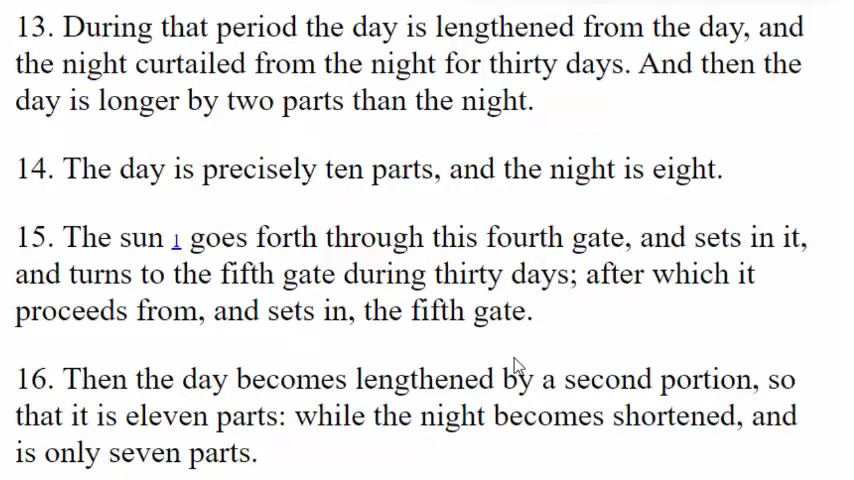 13. During that period the day is lengthened from the day, and
the night curtailed from the night for thirty days. And then the
day is longer by two parts than the night.
14. The day is precisely ten parts, and the night is eight.
15. The sun 1 goes forth through this fourth gate, and sets in it,
and turns to the fifth gate during thirty days; after which it
proceeds from, and sets in, the fifth gate.
16. Then the day becomes lengthened by a second portion, so
that it is eleven parts: while the night becomes shortened, and
is only seven parts.